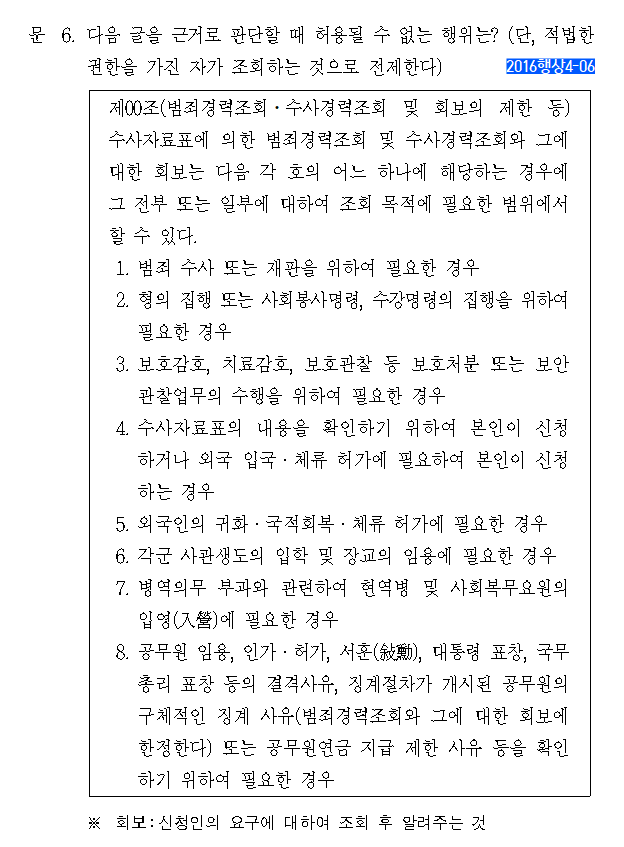 문 6. 다음 글을 근거로 판단할 때 허용될 수 없는 행위는? (단, 적법한
권한을 가진 자가 조회하는 것으로 전제한다) 2016행상4-06
제00조(범죄경력조회·수사경력조회 및 회보의 제한 등)
수사자료표에 의한 범죄경력조회 및 수사경력조회와 그에
대한 회보는 다음 각 호의 어느 하나에 해당하는 경우에
그 전부 또는 일부에 대하여 조회 목적에 필요한 범위에서
할 수 있다.
1. 범죄 수사 또는 재판을 위하여 필요한 경우
2. 형의 집행 또는 사회봉사명령, 수강명령의 집행을 위하여
필요한 경우
3. 보호감호, 치료감호, 보호관찰 등 보호처분 또는 보안
관찰업무의 수행을 위하여 필요한 경우
4. 수사자료표의 내용을 확인하기 위하여 본인이 신청
하거나 외국 입국·체류 허가에 필요하여 본인이 신청
하는 경우
5. 외국인의 귀화·국적회복·체류 허가에 필요한 경우
6. 각군 사관생도의 입학 및 장교의 임용에 필요한 경우
7. 병역의무 부과와 관련하여 현역병 및 사회복무요원의
입영(入營)에 필요한 경우
8. 공무원 임용, 인가·허가, 서훈(敍勳), 대통령 표창, 국무
총리 표창 등의 결격사유, 징계절차가 개시된 공무원의
구체적인 징계 사유(범죄경력조회와 그에 대한 회보에
한정한다) 또는 공무원연금 지급 제한 사유 등을 확인
하기 위하여 필요한 경우
※ 회보:신청인의 요구에 대하여 조회 후 알려주는 것